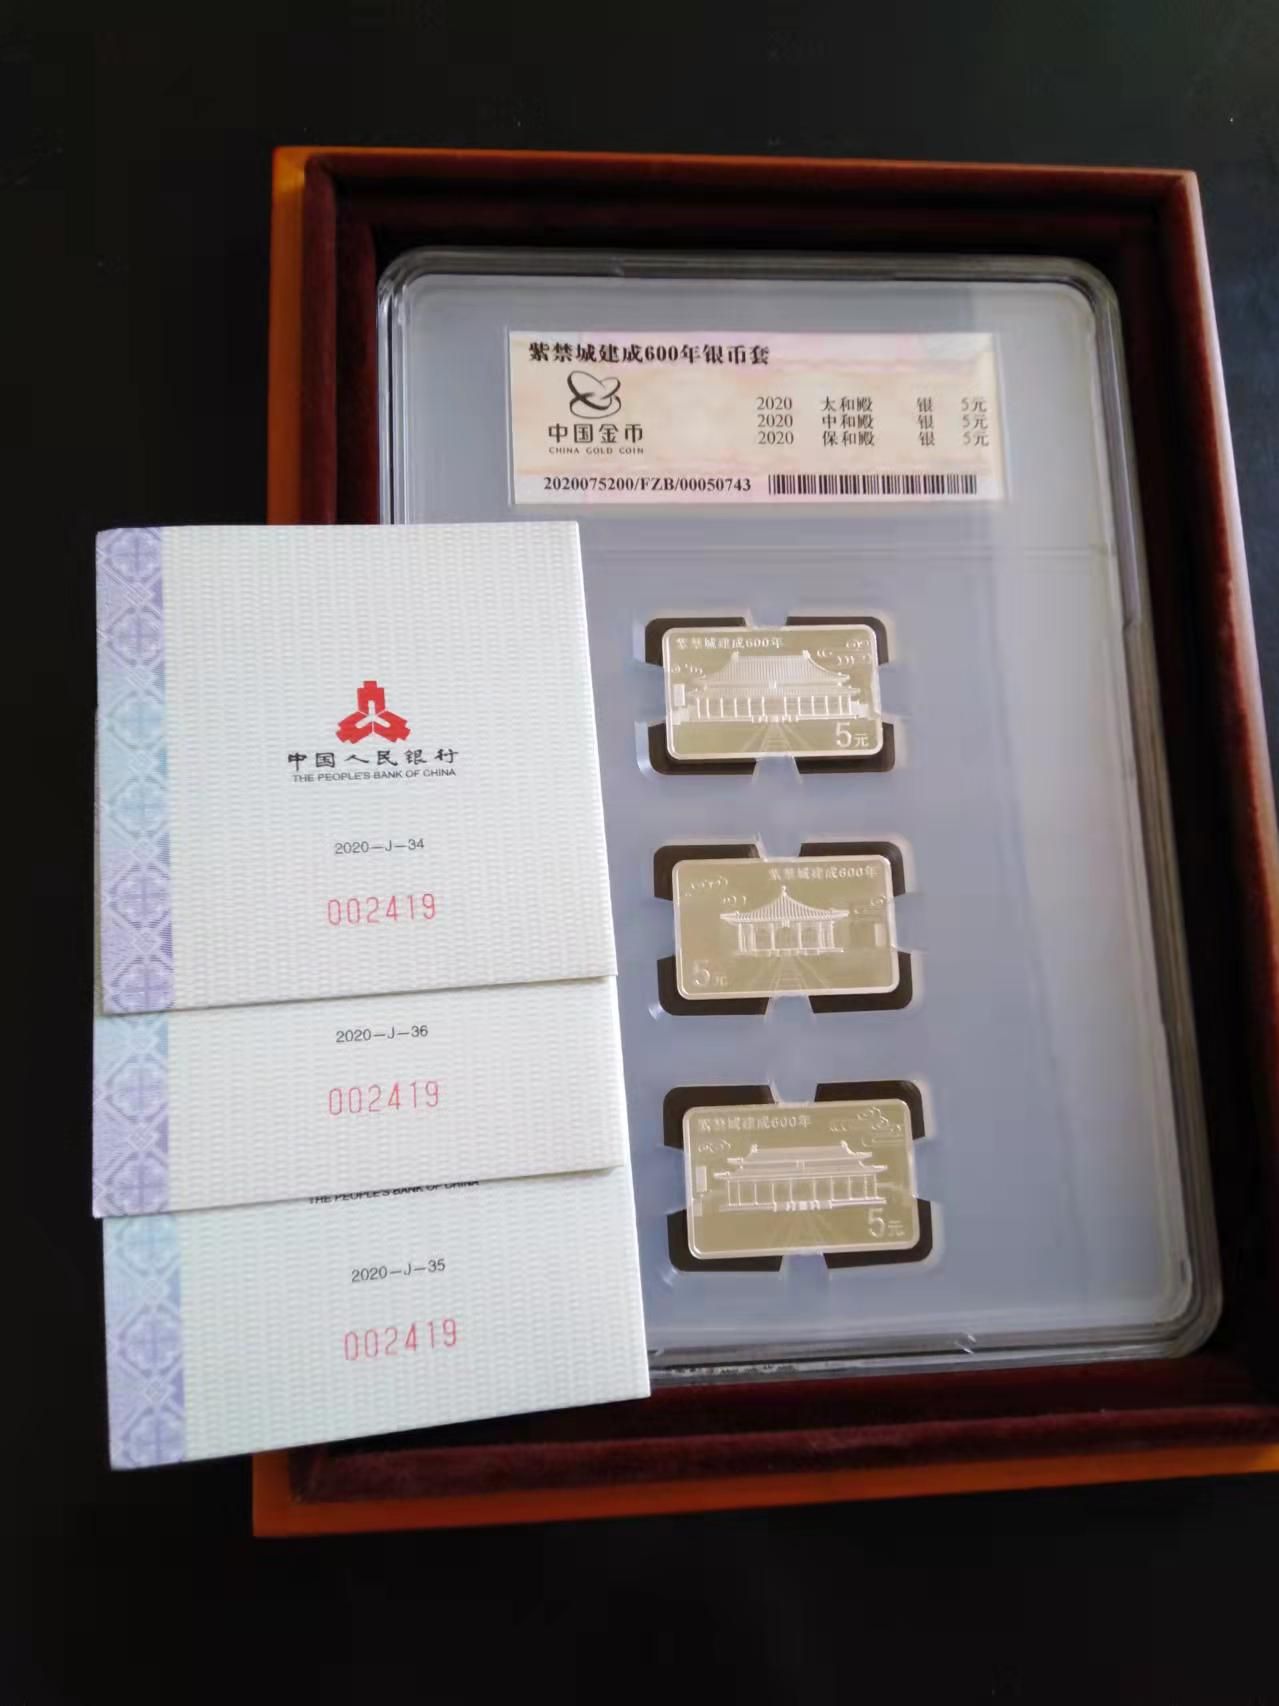 紫禁城建成600年银币套
中国金币
CHINA GOLD COIN
2020 太和殿 银 5元
2020 中和殿 银 5元
2020 保和殿 银 5元
2020075200/FZB/00050743
中国人民银行
THE PEOPLE'S BANK OF CHINA
2020-J-34
002419
2020-J-36
002419
THE PEOPLE'S BANK OF CHINA
2020-J-35
002419
紫禁城建成600年
5元
紫禁城建成600年
5元
紫禁城建成600年
5元